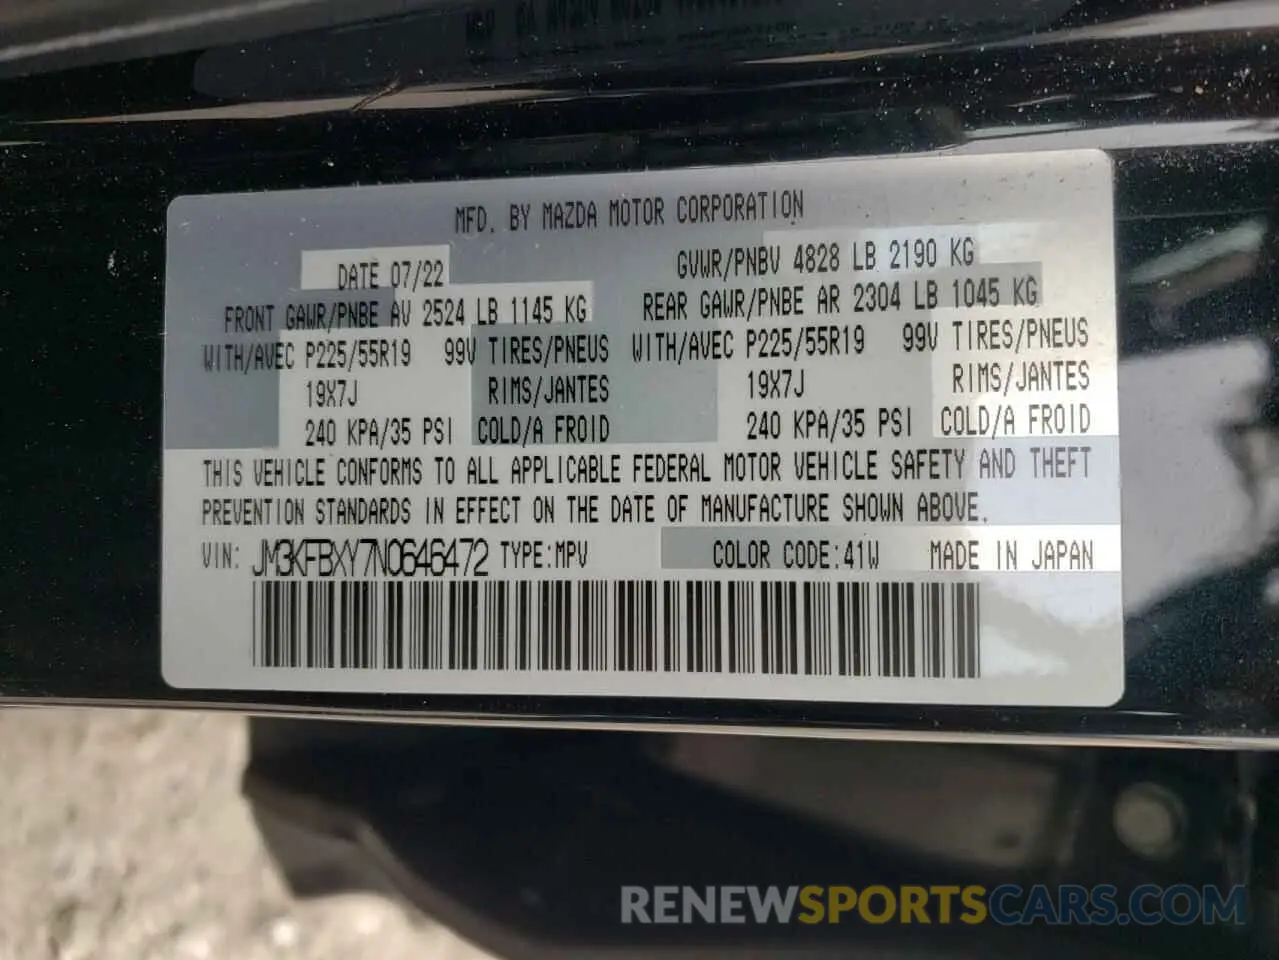 MFD. BY MAZDA MOTOR CORPORATION
DATE 07/22 GVWR/PNBV 4828 LB 2190 KG
FRONT GAWR/PNBE AV 2524 LB 1145 KG REAR GAWR/PNBE AR 2304 LB 1045 KG
WITH/AVEC P225/55R19 99V TIRES/PNEUS WITH/AVEC P225/55R19 99V TIRES/PNEUS
19X7J RIMS/JANTES 19X7J RIMS/JANTES
240 KPA/35 PSI COLD/A FROID 240 KPA/35 PSI COLD/A FROID
THIS VEHICLE CONFORMS TO ALL APPLICABLE FEDERAL MOTOR VEHICLE SAFETY AND THEFT
PREVENTION STANDARDS IN EFFECT ON THE DATE OF MANUFACTURE SHOWN ABOVE.
VIN: JM3KFBXY7N0646472 TYPE:MPV COLOR CODE:41W MADE IN JAPAN
RENEWSPORTSCARS.COM